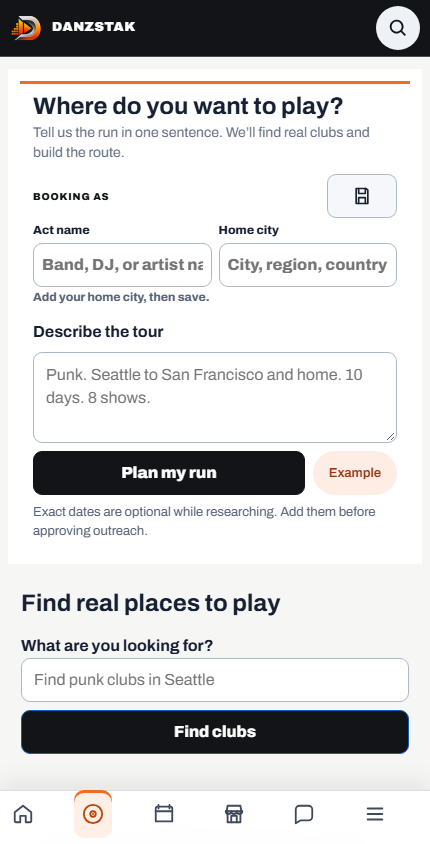 DANZSTAK
Where do you want to play?
Tell us the run in one sentence. We’ll find real clubs and
build the route.
BOOKING AS
Act name
Home city
Band, DJ, or artist na
City, region, country
Add your home city, then save.
Describe the tour
Punk. Seattle to San Francisco and home. 10
days. 8 shows.
Plan my run
Example
Exact dates are optional while researching. Add them before
approving outreach.
Find real places to play
What are you looking for?
Find punk clubs in Seattle
Find clubs